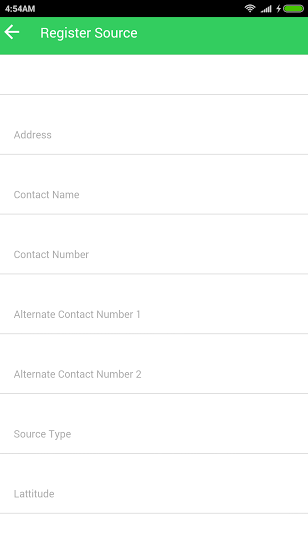 4:54AM
Register Source
Address
Contact Name
Contact Number
Alternate Contact Number 1
Alternate Contact Number 2
Source Type
Lattitude